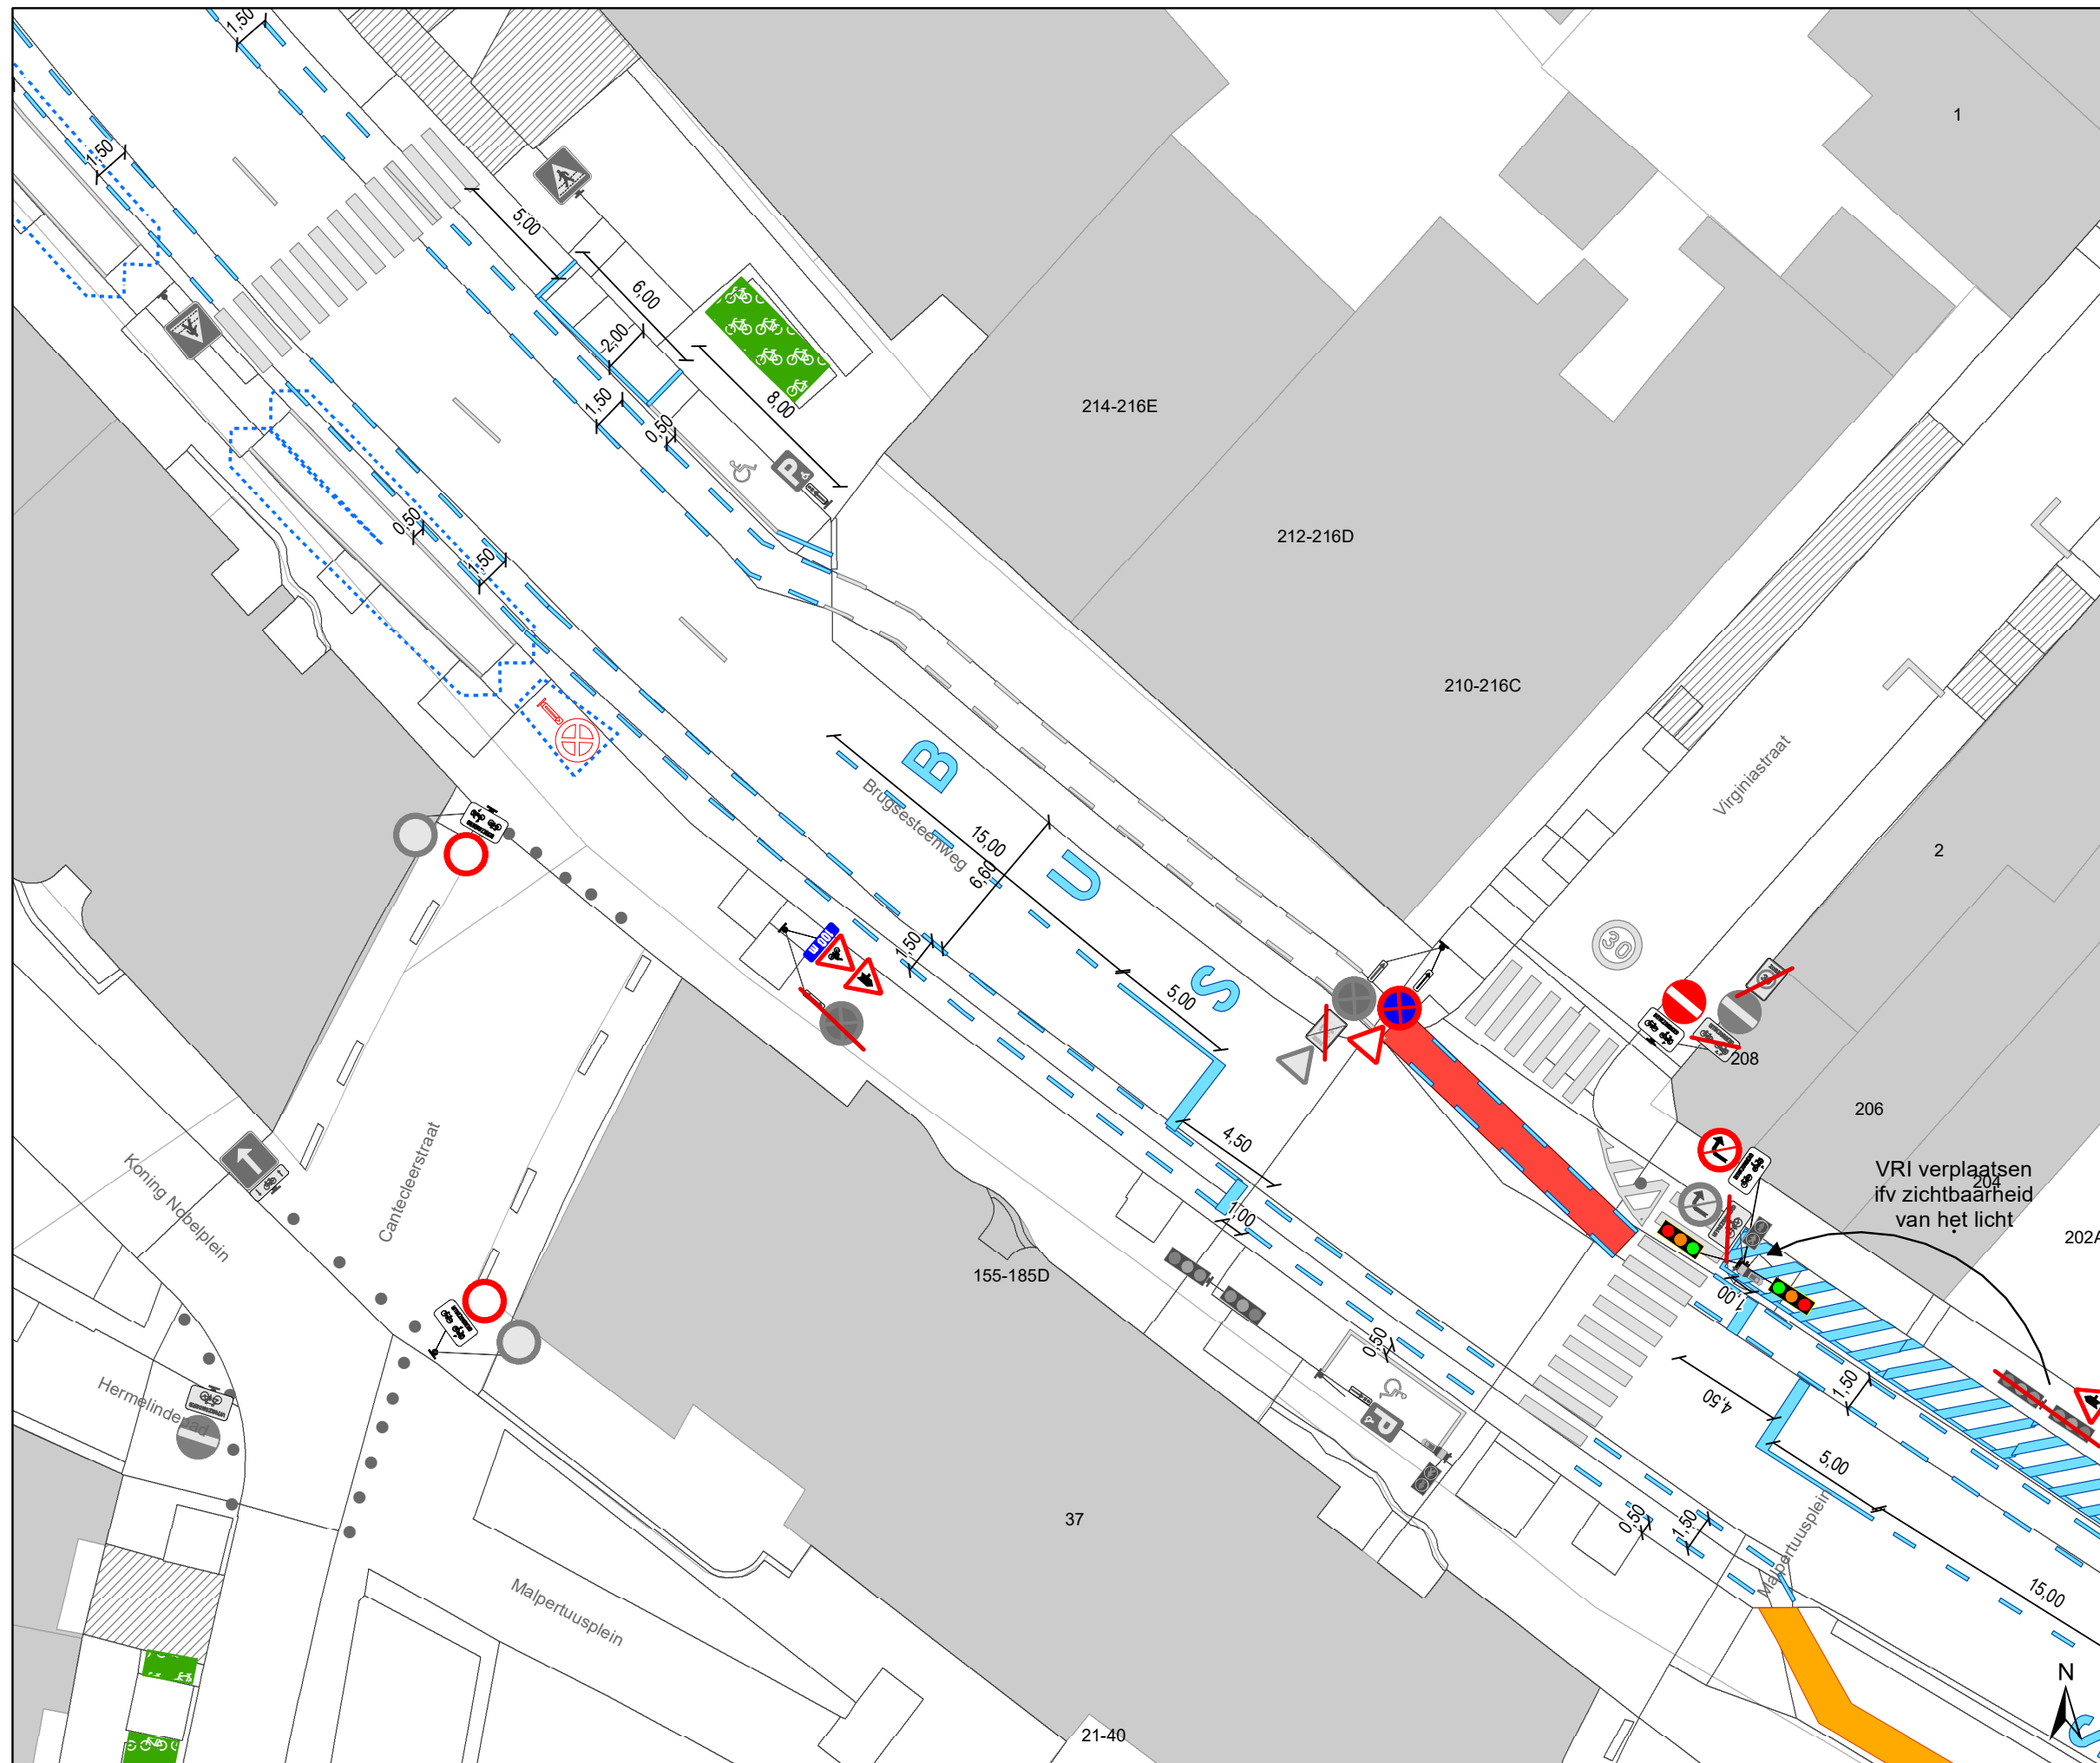 1,50
1
1,50
5,00
6,00
2,00
8,00
1,50
0,50
P
214-216E
0,50
1,50
212-216D
210-216C
Virginiastraat
B
U
S
Brugsesteenweg
15,00
6,60
2
1,50
100 m
30
5,00
208
206
4,50
VRI verplaatsen
ifv zichtbaarheid
van het licht
204
202A
Koning Nobelplein
Cantecleerstraat
1,00
155-185D
1,00
0,50
P
4,50
1,50
5,00
Hermelindepad
37
0,50
1,50
Malpertuusplein
15,00
Malpertuusplein
N
S
21-40